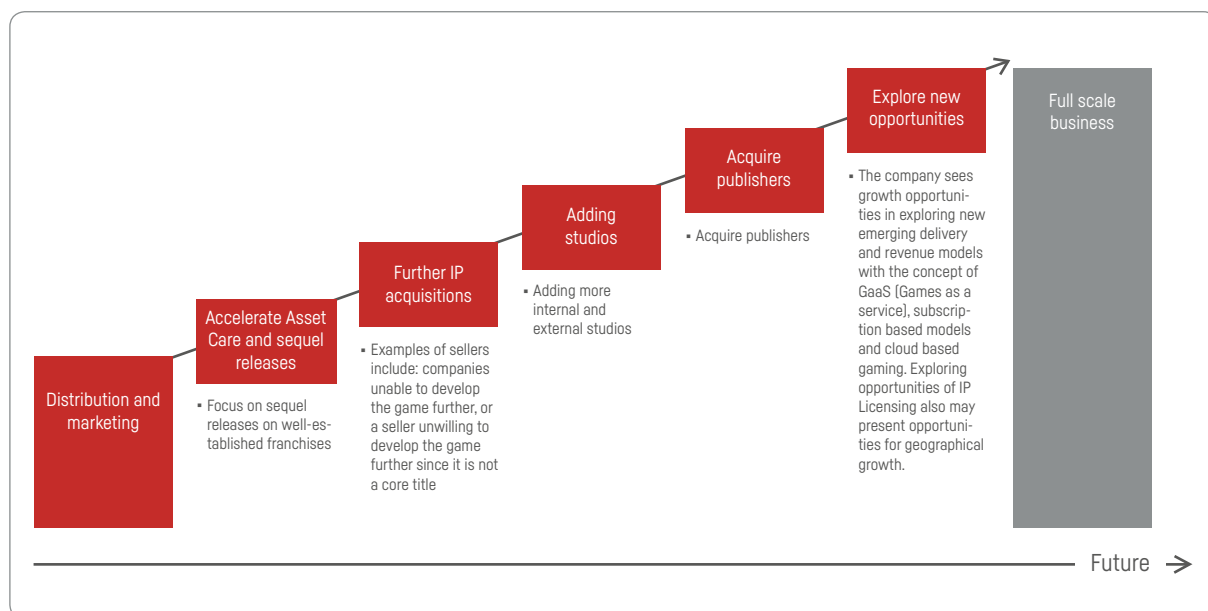 Distribution and
marketing
Accelerate Asset
Care and sequel
releases
▪ Focus on sequel
releases on well-es-
tablished franchises
Further IP
acquisitions
▪ Examples of sellers
include: companies
unable to develop
the game further, or
a seller unwilling to
develop the game
further since it is not
a core title
Adding
studios
▪ Adding more
internal and
external studios
Acquire
publishers
▪ Acquire publishers
Explore new
opportunities
▪ The company sees
growth opportuni-
ties in exploring new
emerging delivery
and revenue models
with the concept of
GaaS (Games as a
service), subscrip-
tion based models
and cloud based
gaming. Exploring
opportunities of IP
Licensing also may
present opportuni-
ties for geographical
growth.
Full scale
business
Future